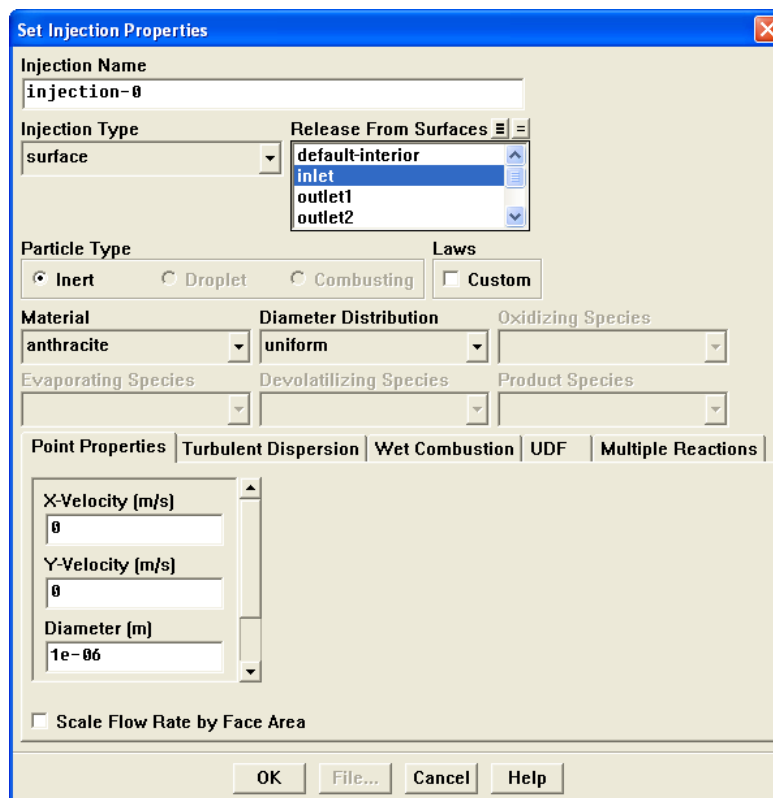 Set Injection Properties
Injection Name
injection-0
Injection Type
Release From Surfaces
surface
default-interior
inlet
outlet1
outlet2
Particle Type
Laws
Inert
Droplet
Combusting
Custom
Material
Diameter Distribution
Oxidizing Species
anthracite
uniform
Evaporating Species
Devolatilizing Species
Product Species
Point Properties
Turbulent Dispersion
Wet Combustion
UDF
Multiple Reactions
X-Velocity (m/s)
0
Y-Velocity (m/s)
0
Diameter (m)
1e-06
Scale Flow Rate by Face Area
OK
File...
Cancel
Help